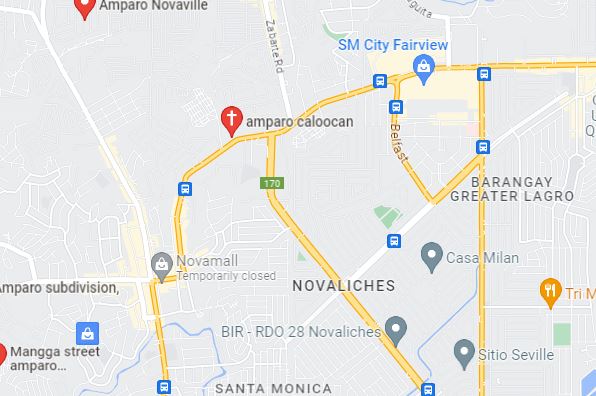 Amparo Novaville
Zabarte Rd
SM City Fairview
amparo caloocan
Belfast
170
BARANGAY
GREATER LAGRO
Casa Milan
Novamall
Temporarily closed
Amparo subdivision,
NOVALICHES
Tri
BIR - RDO 28 Novaliches
Mangga street
amparo...
Sitio Seville
SANTA MONICA